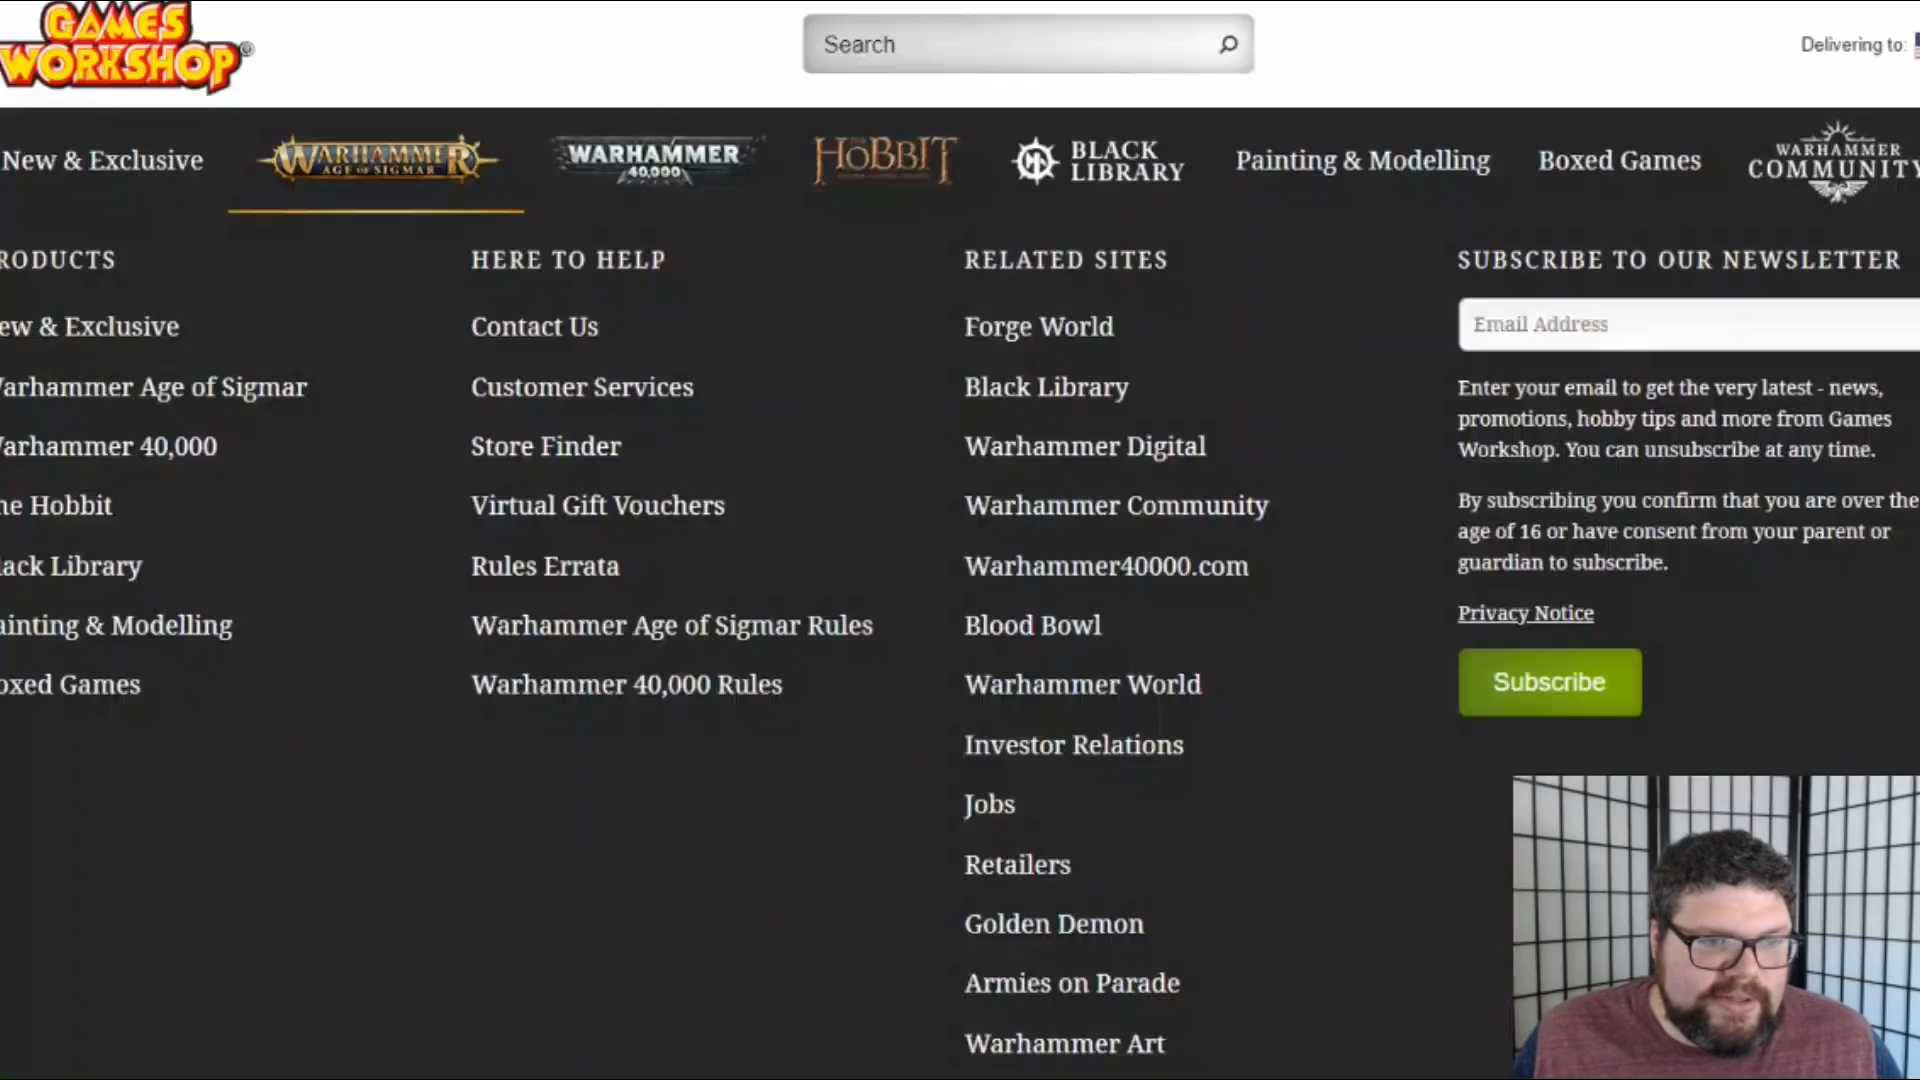 GAMES
WORKSHOP®
Search
Delivering to:
New & Exclusive
WARHAMMER
AGE OF SIGMAR
WARHAMMER
40,000
THE HOBBIT
BLACK
LIBRARY
Painting & Modelling
Boxed Games
WARHAMMER
COMMUNITY
RODUCTS
ew & Exclusive
arhammer Age of Sigmar
arhammer 40,000
he Hobbit
lack Library
ainting & Modelling
oxed Games
HERE TO HELP
Contact Us
Customer Services
Store Finder
Virtual Gift Vouchers
Rules Errata
Warhammer Age of Sigmar Rules
Warhammer 40,000 Rules
RELATED SITES
Forge World
Black Library
Warhammer Digital
Warhammer Community
Warhammer40000.com
Blood Bowl
Warhammer World
Investor Relations
Jobs
Retailers
Golden Demon
Armies on Parade
Warhammer Art
SUBSCRIBE TO OUR NEWSLETTER
Email Address
Enter your email to get the very latest - news,
promotions, hobby tips and more from Games
Workshop. You can unsubscribe at any time.
By subscribing you confirm that you are over the
age of 16 or have consent from your parent or
guardian to subscribe.
Privacy Notice
Subscribe